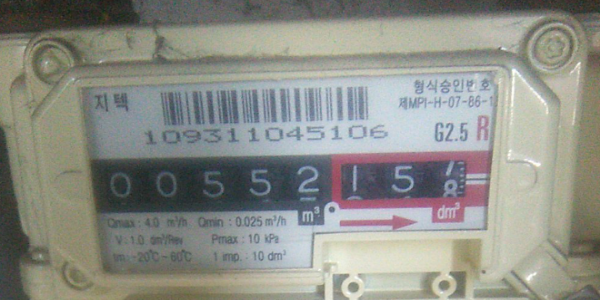 지텍
형식승인번호
제MPI-H-07-86-1
109311045106
G2.5 R
00552 15
m³ dm³
Qmax : 4.0 m³/h Qmin : 0.025 m³/h
V : 1.0 dm³/Rev Pmax : 10 kPa
tm : -20℃ ~ 60℃ 1 imp. : 10 dm³